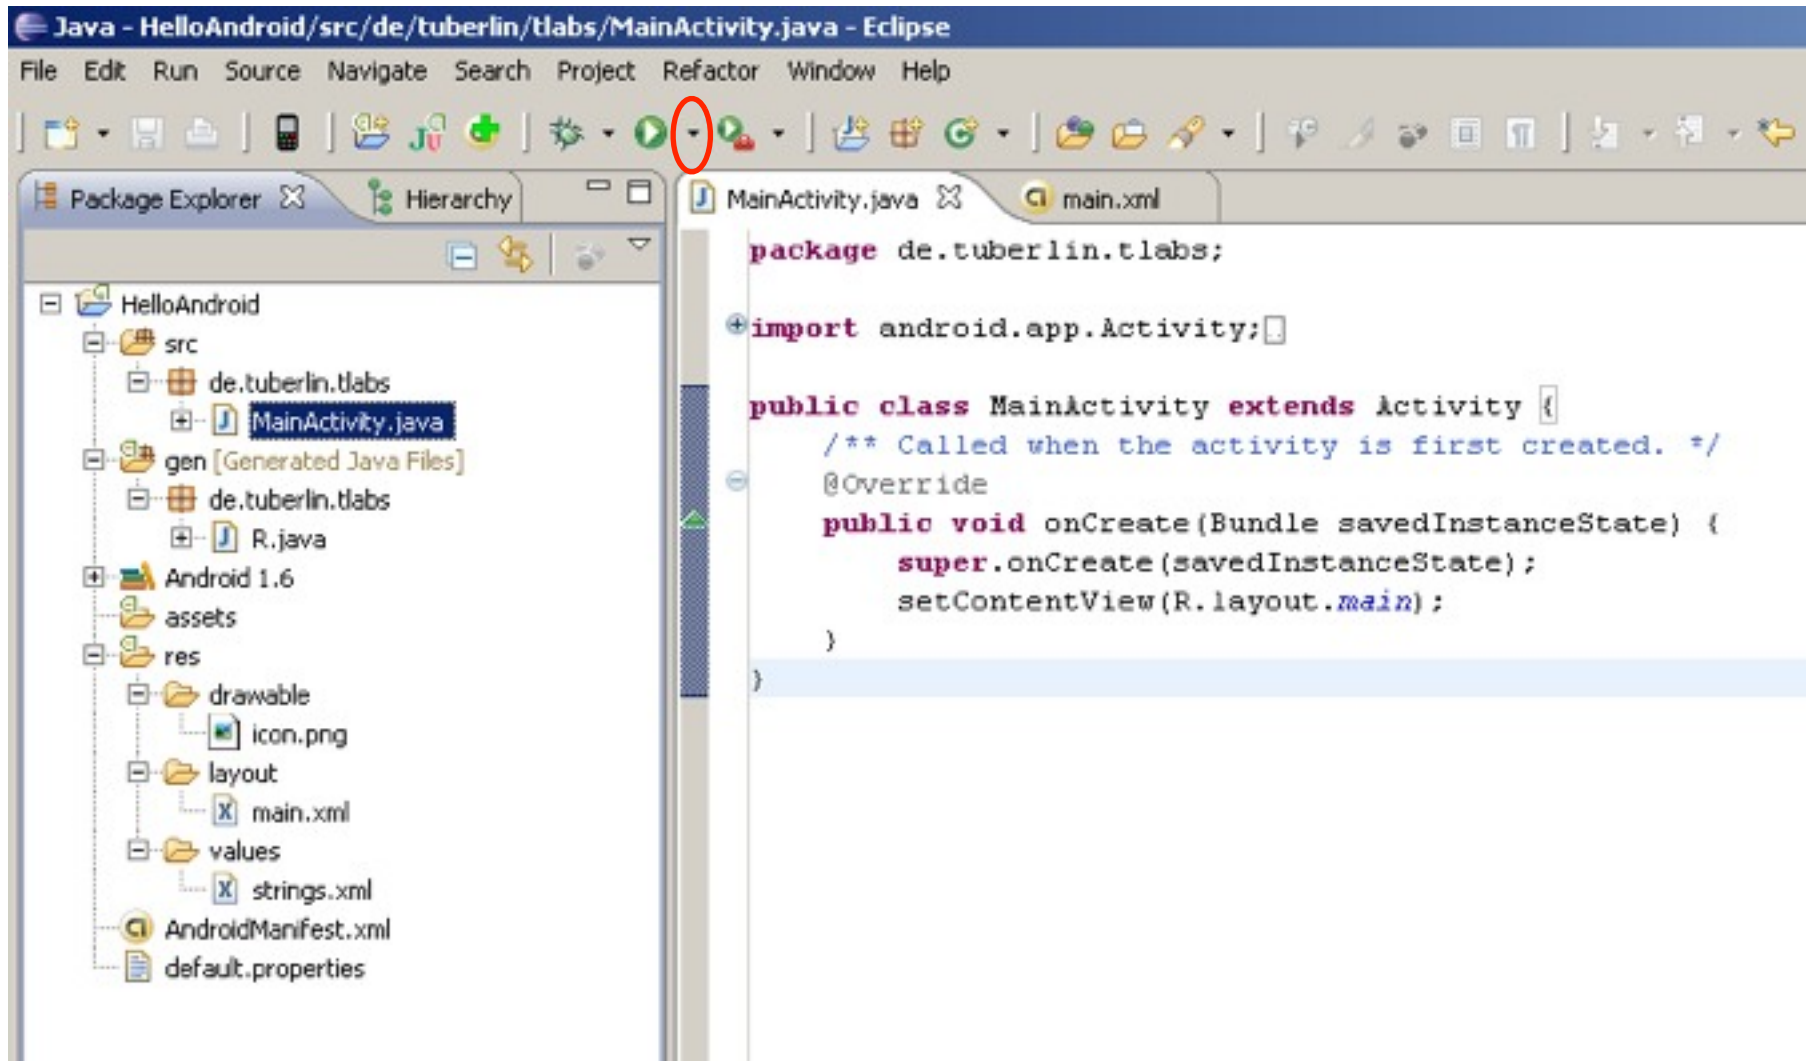 Java - HelloAndroid/src/de/tuberlin/tlabs/MainActivity.java - Eclipse
File Edit Run Source Navigate Search Project Refactor Window Help
Package Explorer Hierarchy
MainActivity.java main.xml
HelloAndroid
src
de.tuberlin.tlabs
MainActivity.java
gen [Generated Java Files]
de.tuberlin.tlabs
R.java
Android 1.6
assets
res
drawable
icon.png
layout
main.xml
values
strings.xml
AndroidManifest.xml
default.properties
package de.tuberlin.tlabs;
import android.app.Activity;
public class MainActivity extends Activity {
/** Called when the activity is first created. */
@Override
public void onCreate(Bundle savedInstanceState) {
super.onCreate(savedInstanceState);
setContentView(R.layout.main);
}
}